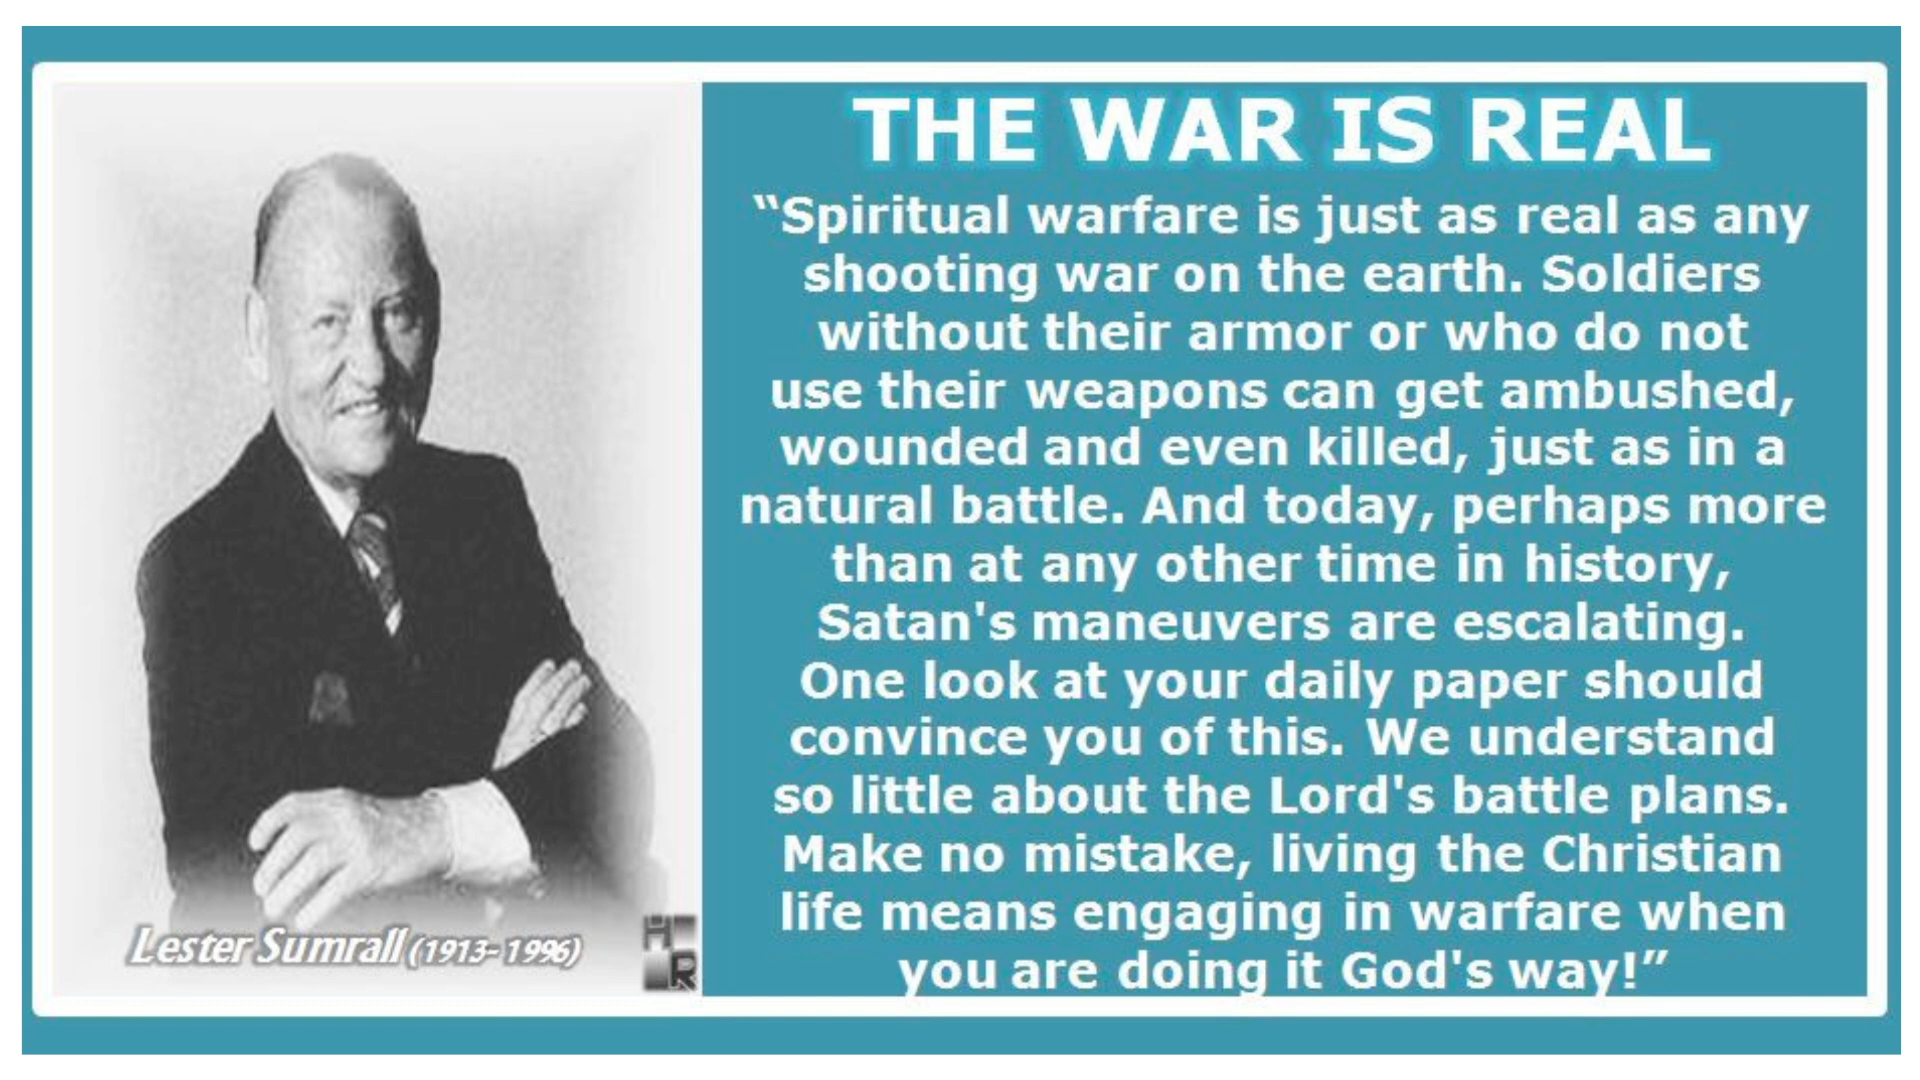 THE WAR IS REAL
“Spiritual warfare is just as real as any
shooting war on the earth. Soldiers
without their armor or who do not
use their weapons can get ambushed,
wounded and even killed, just as in a
natural battle. And today, perhaps more
than at any other time in history,
Satan's maneuvers are escalating.
One look at your daily paper should
convince you of this. We understand
so little about the Lord's battle plans.
Make no mistake, living the Christian
life means engaging in warfare when
you are doing it God's way!”
Lester Sumrall (1913- 1996)